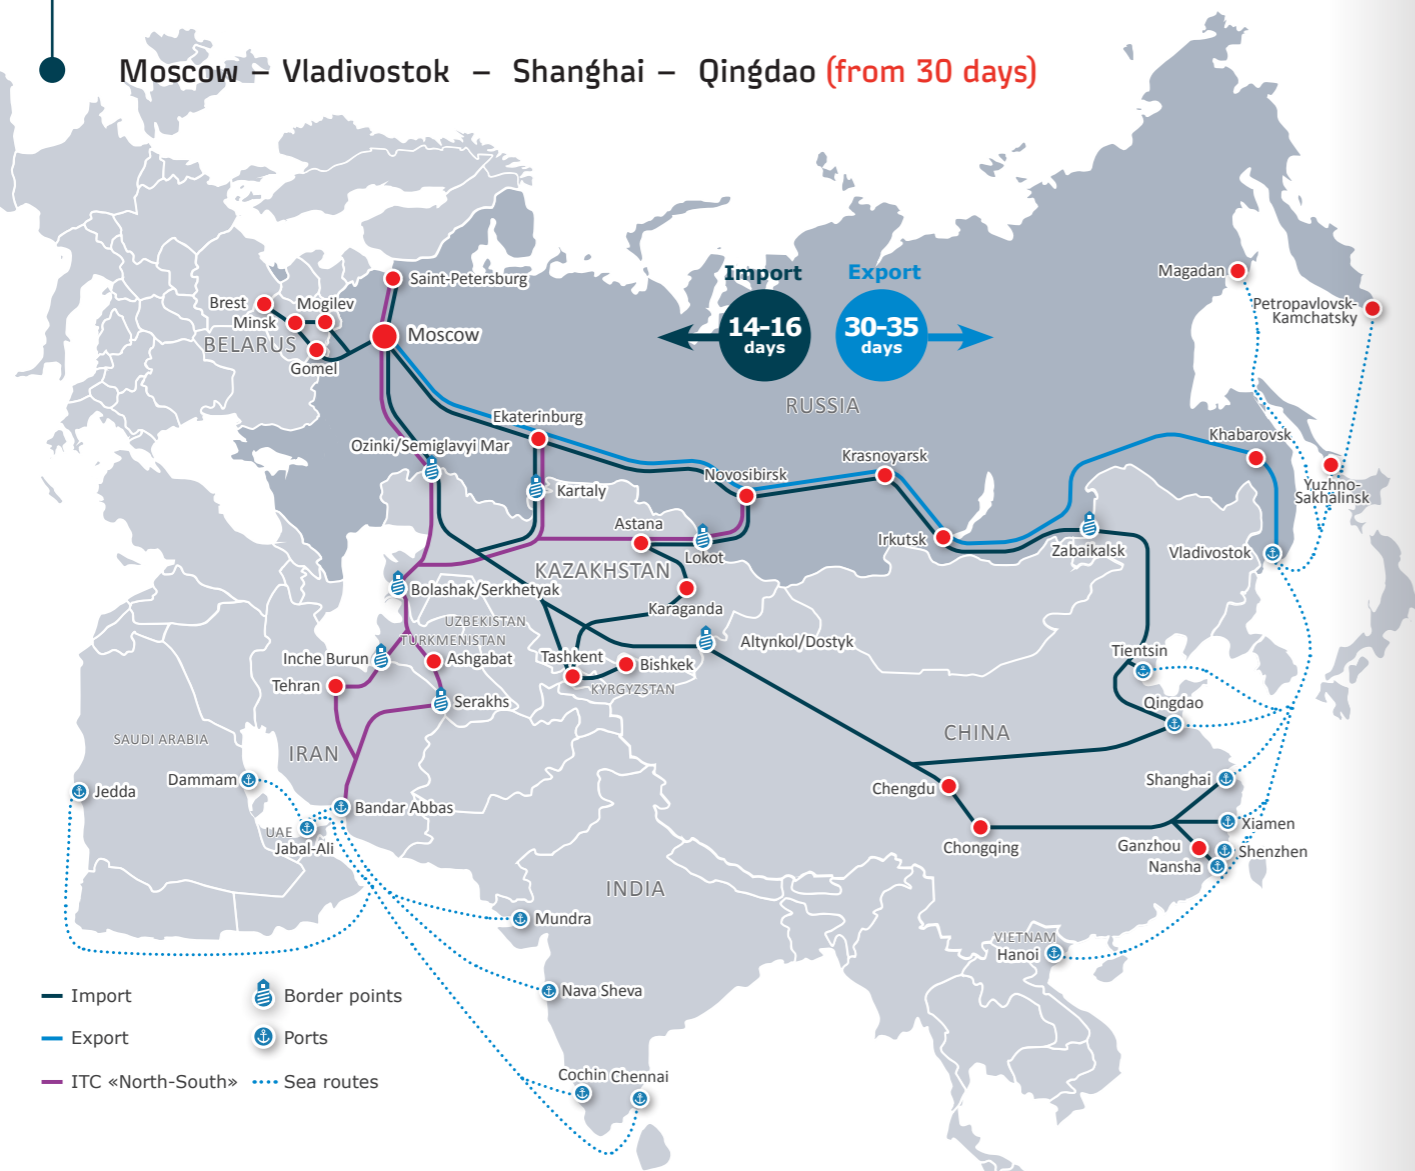 Moscow – Vladivostok – Shanghai – Qingdao (from 30 days)
Import
Export
14-16
days
30-35
days
Saint-Petersburg
Magadan
Petropavlovsk-
Kamchatsky
Brest
Mogilev
Minsk
BELARUS
Moscow
Gomel
RUSSIA
Ekaterinburg
Khabarovsk
Ozinki/Semiglavyi Mar
Krasnoyarsk
Novosibirsk
Kartaly
Yuzhno-
Sakhalinsk
Astana
Irkutsk
Zabaikalsk
Vladivostok
Lokot
KAZAKHSTAN
Bolashak/Serkhetyak
Karaganda
UZBEKISTAN
TURKMENISTAN
Altynkol/Dostyk
Inche Burun
Ashgabat
Tashkent
Bishkek
Tientsin
Tehran
KYRGYZSTAN
Serakhs
Qingdao
SAUDI ARABIA
IRAN
CHINA
Dammam
Shanghai
Jedda
Chengdu
Bandar Abbas
UAE
Jabal-Ali
Xiamen
Chongqing
Ganzhou
Shenzhen
Nansha
INDIA
Mundra
VIETNAM
Hanoi
Nava Sheva
Import
Border points
Export
Ports
Cochin
Chennai
ITC «North-South»
Sea routes